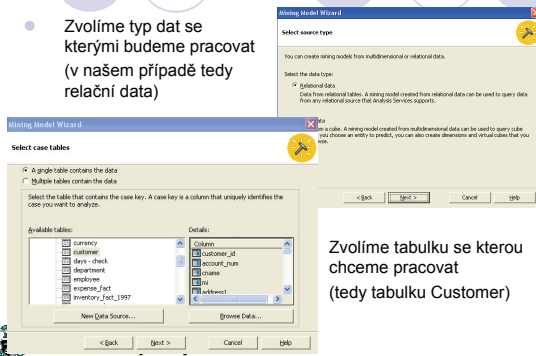 Zvolíme typ dat se
kterými budeme pracovat
(v našem případě tedy
relační data)
Mining Model Wizard
Select source type
You can create mining models from multidimensional or relational data.
Select the data type:
Relational data
Data from relational tables. A mining model created from relational data can be used to query data
from any relational source that Analysis Services supports.
ata
m a cube. A mining model created from multidimensional data can be used to query cube
you choose an entity to predict, you can also create dimensions and virtual cubes that you
wse.
< Back
Next >
Cancel
Help
Mining Model Wizard
Select case tables
A single table contains the data
Multiple tables contain the data
Select the table that contains the case key. A case key is a column that uniquely identifies the
case you want to analyze.
Available tables:
Details:
currency
customer
days - check
department
employee
expense_fact
inventory_fact_1997
Column
customer_id
account_num
cname
mi
address1
New Data Source...
Browse Data...
< Back
Next >
Cancel
Help
Zvolíme tabulku se kterou
chceme pracovat
(tedy tabulku Customer)